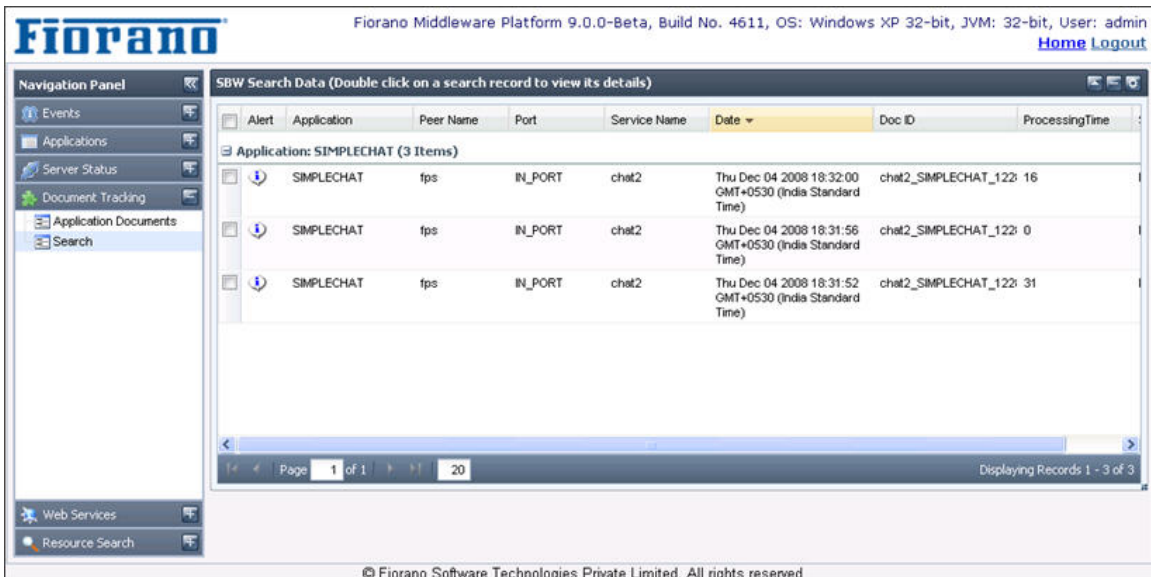 Fiorano
Fiorano Middleware Platform 9.0.0-Beta, Build No. 4611, OS: Windows XP 32-bit, JVM: 32-bit, User: admin
Home Logout
Navigation Panel
Events
Applications
Server Status
Document Tracking
Application Documents
Search
Web Services
Resource Search
SBW Search Data (Double click on a search record to view its details)
Alert Application Peer Name Port Service Name Date Doc ID ProcessingTime
Application: SIMPLECHAT (3 Items)
SIMPLECHAT fps IN_PORT chat2 Thu Dec 04 2008 18:32:00 chat2_SIMPLECHAT_122 16
GMT+0530 (India Standard
Time)
SIMPLECHAT fps IN_PORT chat2 Thu Dec 04 2008 18:31:56 chat2_SIMPLECHAT_122 0
GMT+0530 (India Standard
Time)
SIMPLECHAT fps IN_PORT chat2 Thu Dec 04 2008 18:31:52 chat2_SIMPLECHAT_122 31
GMT+0530 (India Standard
Time)
Page 1 of 1 20 Displaying Records 1 - 3 of 3
© Fiorano Software Technologies Private Limited. All rights reserved